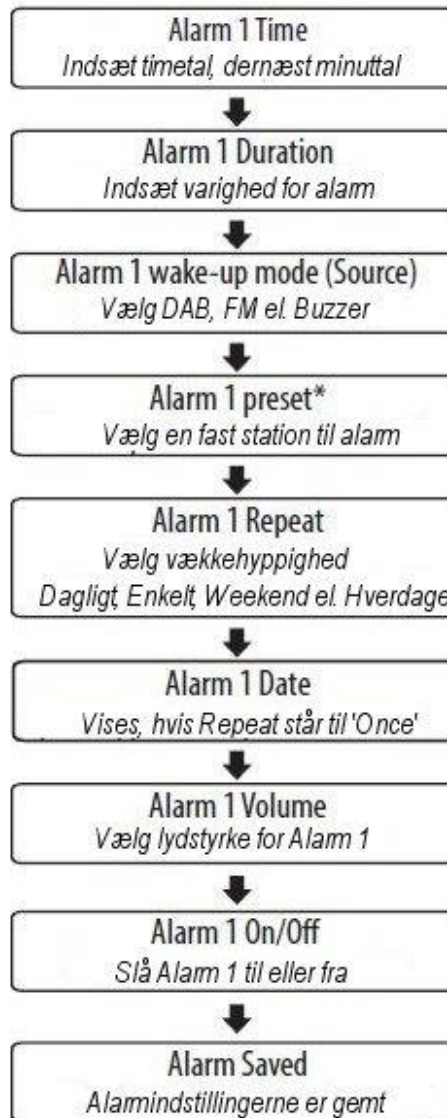 Alarm 1 Time
Indsæt timetal, dernæst minuttal
Alarm 1 Duration
Indsæt varighed for alarm
Alarm 1 wake-up mode (Source)
Vælg DAB, FM el. Buzzer
Alarm 1 preset*
Vælg en fast station til alarm
Alarm 1 Repeat
Vælg vækkehyppighed
Dagligt, Enkelt, Weekend el. Hverdage
Alarm 1 Date
Vises, hvis Repeat står til 'Once'
Alarm 1 Volume
Vælg lydstyrke for Alarm 1
Alarm 1 On/Off
Slå Alarm 1 til eller fra
Alarm Saved
Alarmindstillingerne er gemt